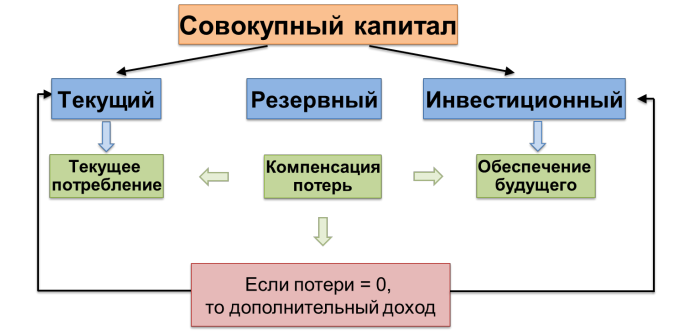 Совокупный капитал
Текущий
Резервный
Инвестиционный
Текущее
потребление
Компенсация
потерь
Обеспечение
будущего
Если потери = 0,
то дополнительный доход